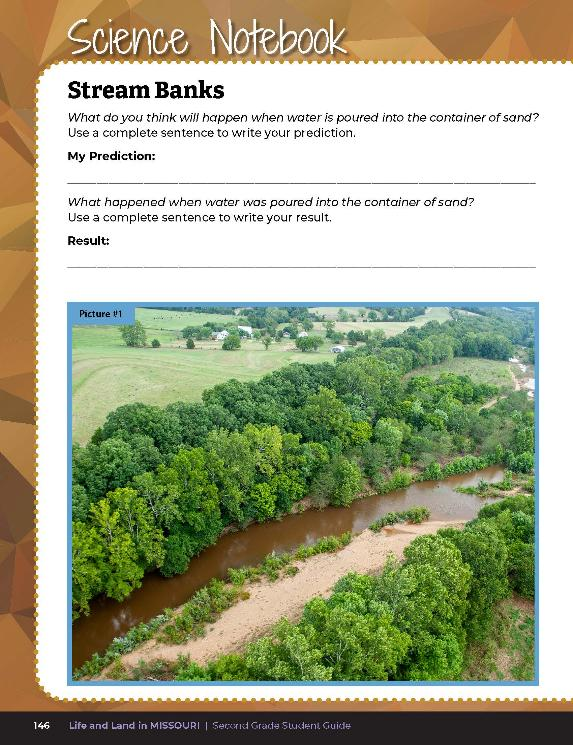 Science Notebook
Stream Banks
What do you think will happen when water is poured into the container of sand?
Use a complete sentence to write your prediction.
My Prediction:
What happened when water was poured into the container of sand?
Use a complete sentence to write your result.
Result:
Picture #1
146 Life and Land in MISSOURI | Second Grade Student Guide